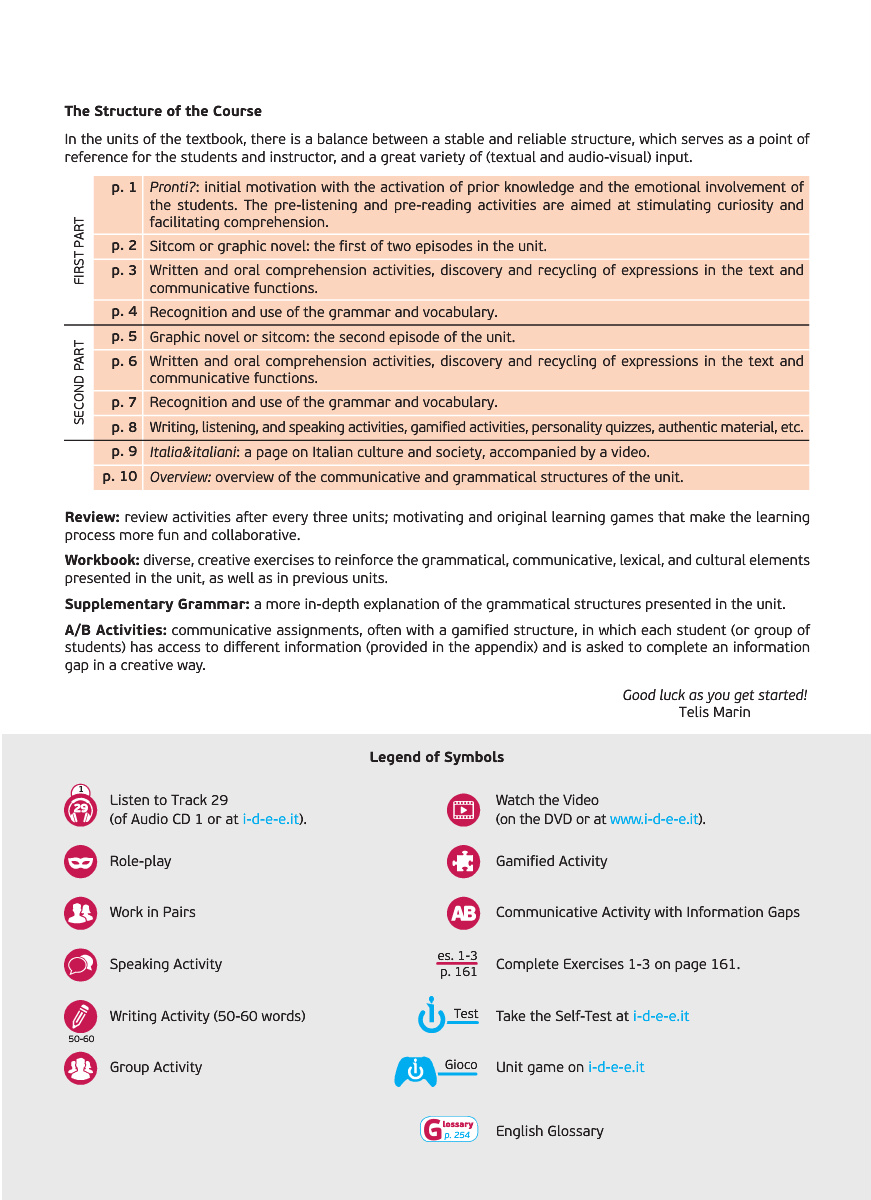 The Structure of the Course
In the units of the textbook, there is a balance between a stable and reliable structure, which serves as a point of
reference for the students and instructor, and a great variety of (textual and audio-visual) input.
FIRST PART
p. 1 Pronti?: initial motivation with the activation of prior knowledge and the emotional involvement of
the students. The pre-listening and pre-reading activities are aimed at stimulating curiosity and
facilitating comprehension.
p. 2 Sitcom or graphic novel: the first of two episodes in the unit.
p. 3 Written and oral comprehension activities, discovery and recycling of expressions in the text and
communicative functions.
p. 4 Recognition and use of the grammar and vocabulary.
SECOND PART
p. 5 Graphic novel or sitcom: the second episode of the unit.
p. 6 Written and oral comprehension activities, discovery and recycling of expressions in the text and
communicative functions.
p. 7 Recognition and use of the grammar and vocabulary.
p. 8 Writing, listening, and speaking activities, gamified activities, personality quizzes, authentic material, etc.
p. 9 Italia&italiani: a page on Italian culture and society, accompanied by a video.
p. 10 Overview: overview of the communicative and grammatical structures of the unit.
Review: review activities after every three units; motivating and original learning games that make the learning
process more fun and collaborative.
Workbook: diverse, creative exercises to reinforce the grammatical, communicative, lexical, and cultural elements
presented in the unit, as well as in previous units.
Supplementary Grammar: a more in-depth explanation of the grammatical structures presented in the unit.
A/B Activities: communicative assignments, often with a gamified structure, in which each student (or group of
students) has access to different information (provided in the appendix) and is asked to complete an information
gap in a creative way.
Good luck as you get started!
Telis Marin
Legend of Symbols
1
29
Listen to Track 29
(of Audio CD 1 or at i-d-e-e.it).
Role-play
Work in Pairs
Speaking Activity
Writing Activity (50-60 words)
50-60
Group Activity
Watch the Video
(on the DVD or at www.i-d-e-e.it).
Gamified Activity
AB
Communicative Activity with Information Gaps
es. 1-3
p. 161
Complete Exercises 1-3 on page 161.
Test
Take the Self-Test at i-d-e-e.it
Gioco
Unit game on i-d-e-e.it
Glossary
p. 254
English Glossary